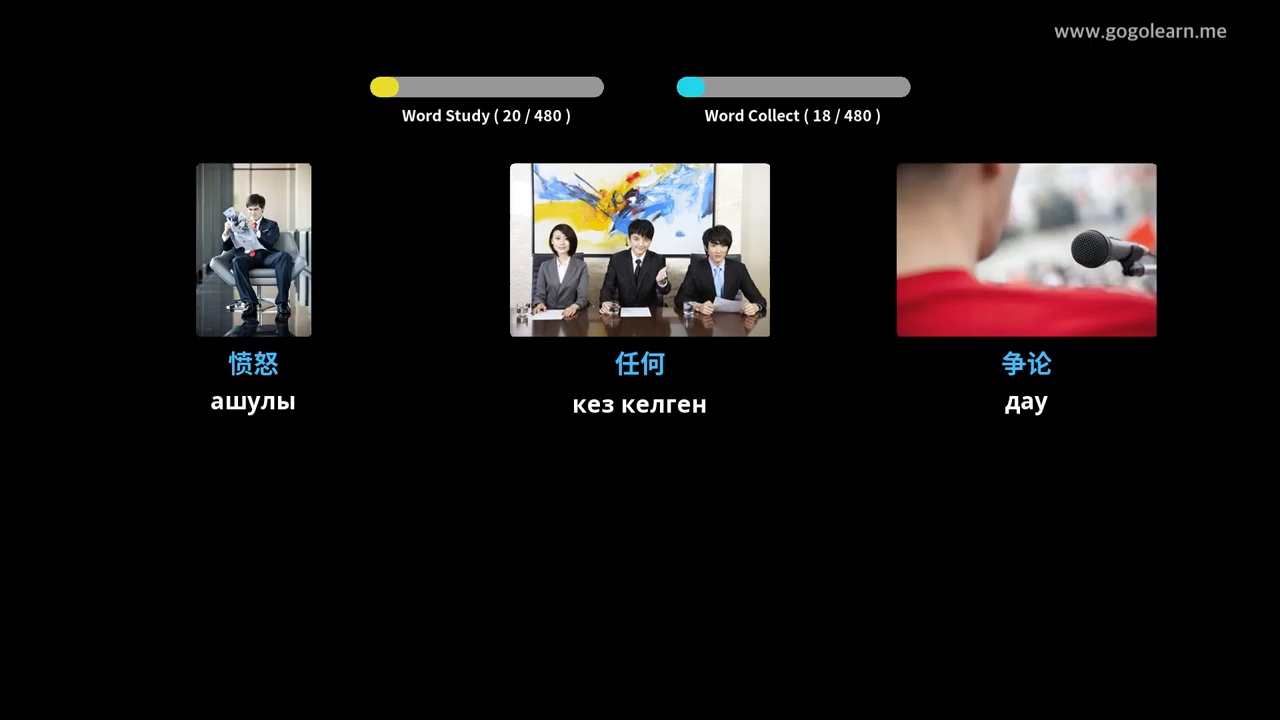 www.gogolearn.me
Word Study ( 20 / 480 )
Word Collect ( 18 / 480 )
愤怒
任何
争论
ашулы
кез келген
дау